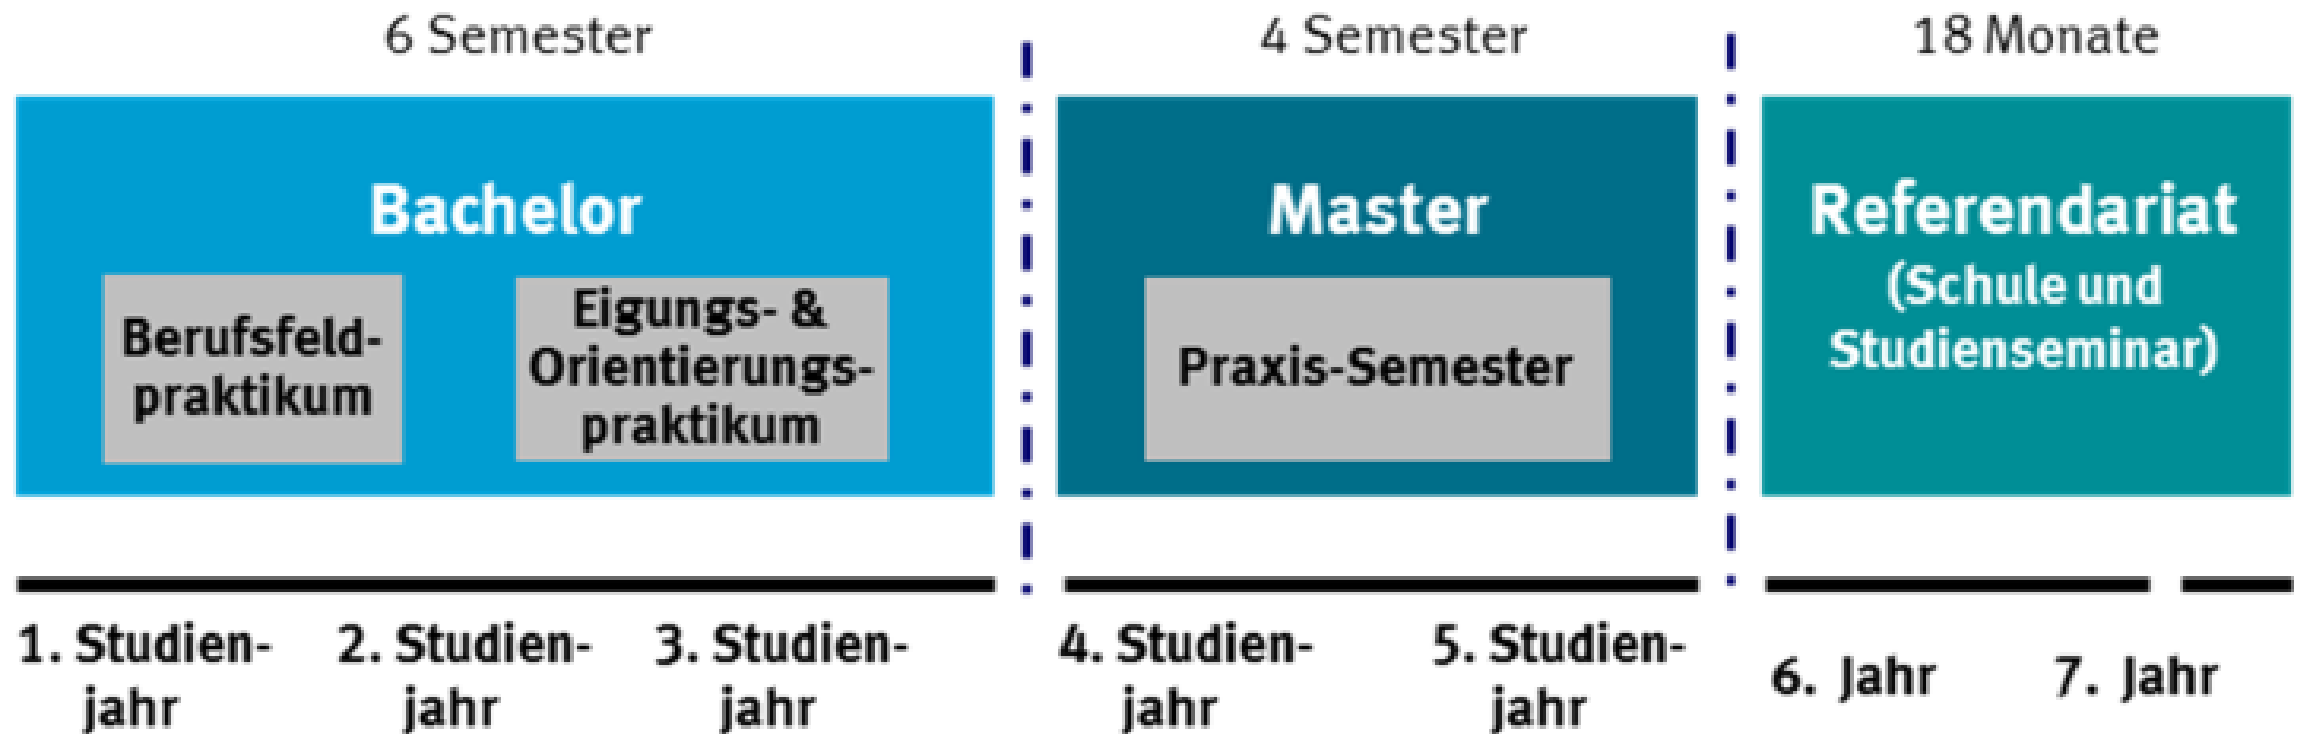 6 Semester
4 Semester
18 Monate
Bachelor
Berufsfeld-
praktikum
Eigungs- &
Orientierungs-
praktikum
Master
Praxis-Semester
Referendariat
(Schule und
Studienseminar)
1. Studien-
jahr
2. Studien-
jahr
3. Studien-
jahr
4. Studien-
jahr
5. Studien-
jahr
6. Jahr
7. Jahr